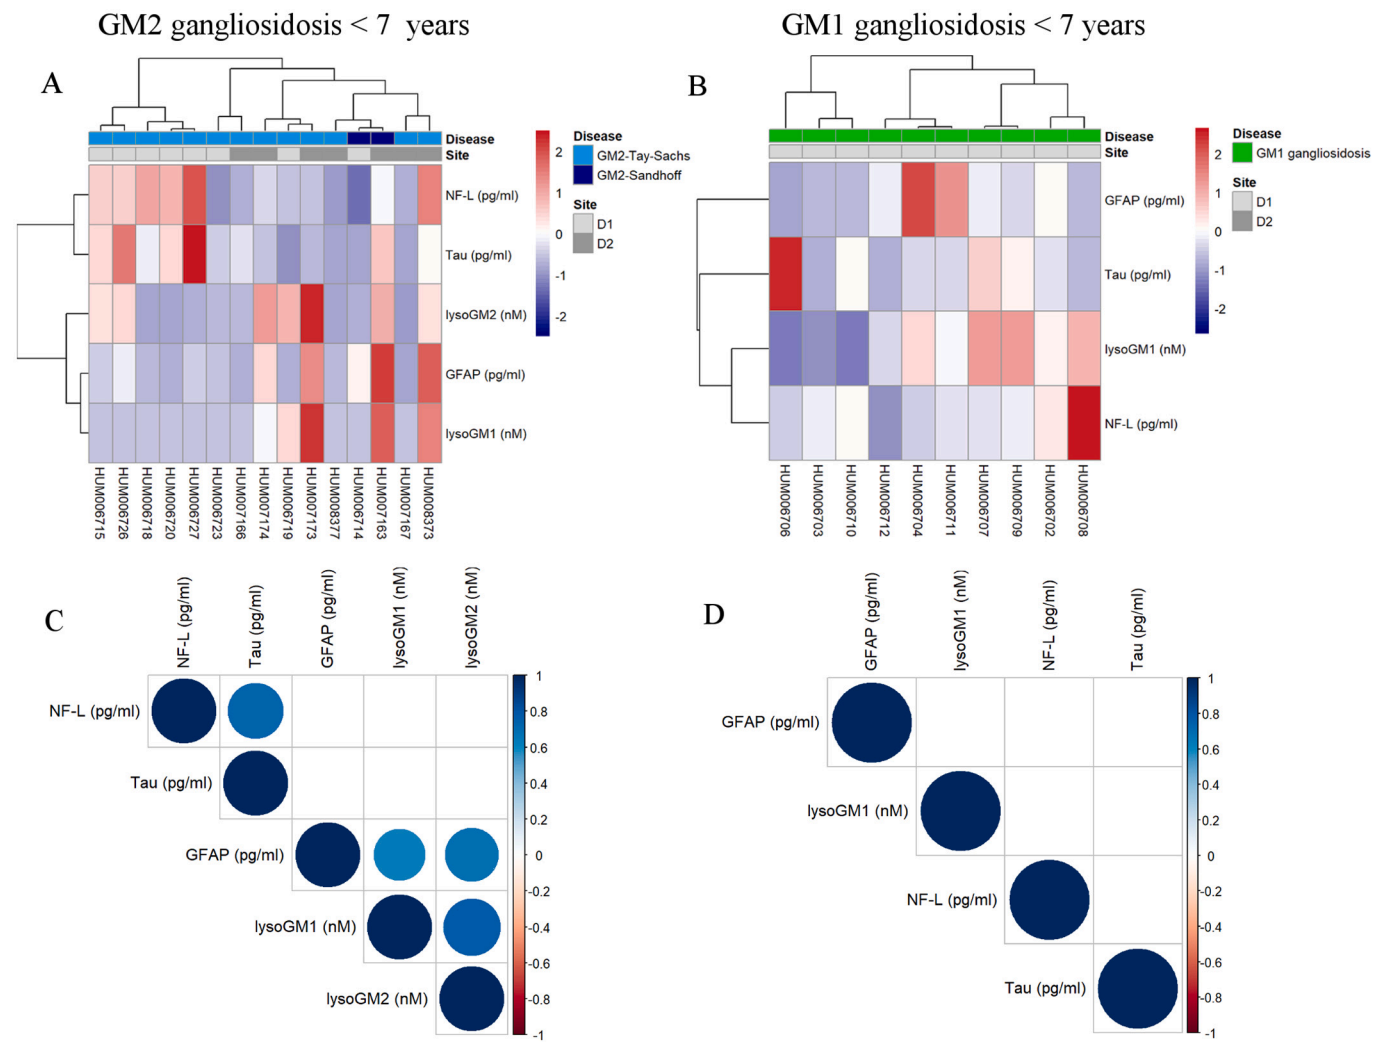 GM2 gangliosidosis < 7 years
GM1 gangliosidosis < 7 years
A
Disease
Site
NF-L (pg/ml)
Tau (pg/ml)
lysoGM2 (nM)
GFAP (pg/ml)
lysoGM1 (nM)
2
1
0
-1
-2
Disease
GM2-Tay-Sachs
GM2-Sandhoff
Site
D1
D2
HUM006715
HUM006726
HUM006718
HUM006720
HUM006727
HUM006723
HUM007166
HUM007174
HUM006719
HUM007173
HUM008377
HUM006714
HUM007163
HUM007167
HUM008373
B
Disease
Site
GFAP (pg/ml)
Tau (pg/ml)
lysoGM1 (nM)
NF-L (pg/ml)
2
1
0
-1
-2
Disease
GM1 gangliosidosis
Site
D1
D2
HUM006706
HUM006703
HUM006710
HUM006712
HUM006704
HUM006711
HUM006707
HUM006709
HUM006702
HUM006708
C
NF-L (pg/ml)
Tau (pg/ml)
GFAP (pg/ml)
lysoGM1 (nM)
lysoGM2 (nM)
NF-L (pg/ml)
Tau (pg/ml)
GFAP (pg/ml)
lysoGM1 (nM)
lysoGM2 (nM)
1
0.8
0.6
0.4
0.2
0
-0.2
-0.4
-0.6
-0.8
-1
D
GFAP (pg/ml)
lysoGM1 (nM)
NF-L (pg/ml)
Tau (pg/ml)
GFAP (pg/ml)
lysoGM1 (nM)
NF-L (pg/ml)
Tau (pg/ml)
1
0.8
0.6
0.4
0.2
0
-0.2
-0.4
-0.6
-0.8
-1